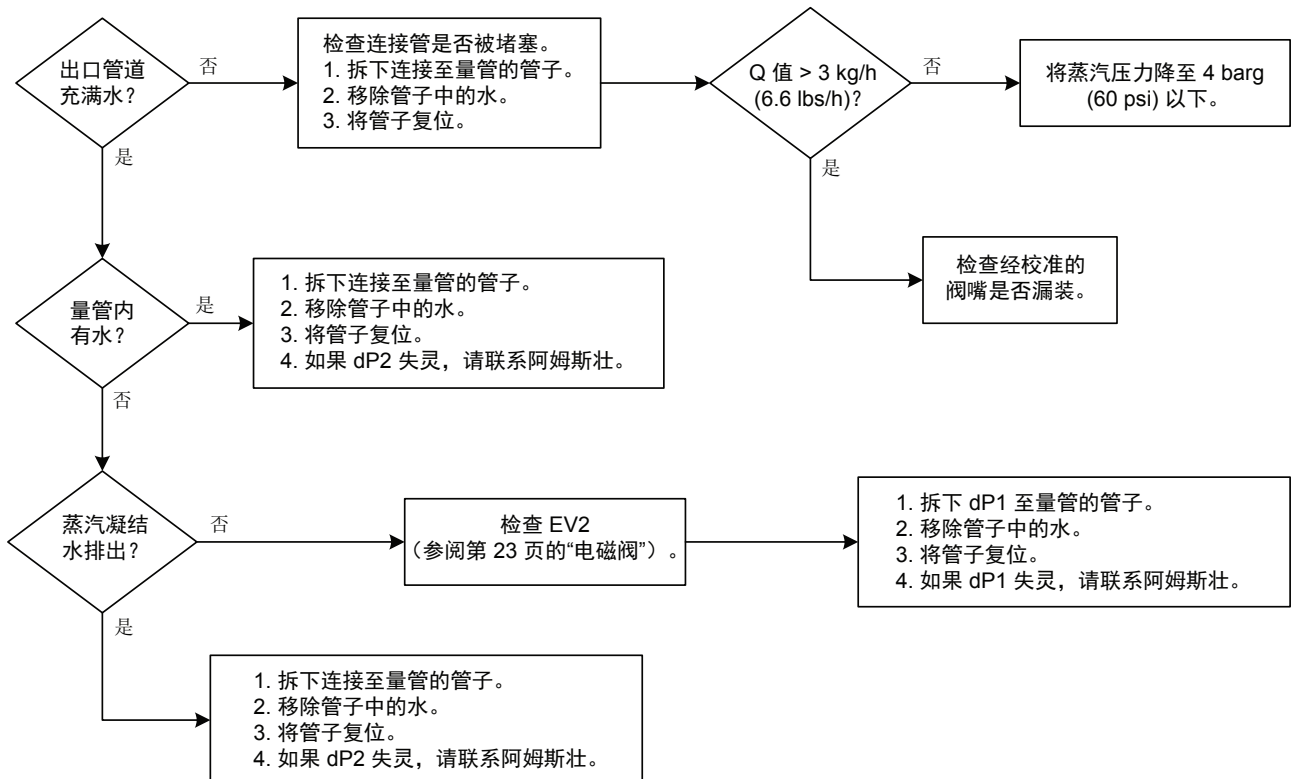 出口管道
充满水？
否
检查连接管是否被堵塞。
1. 拆下连接至量管的管子。
2. 移除管子中的水。
3. 将管子复位。
Q 值 > 3 kg/h
(6.6 lbs/h)?
否
将蒸汽压力降至 4 barg
(60 psi) 以下。
是
是
检查经校准的
阀嘴是否漏装。
量管内
有水？
是
1. 拆下连接至量管的管子。
2. 移除管子中的水。
3. 将管子复位。
4. 如果 dP2 失灵，请联系阿姆斯壮。
否
蒸汽凝结
水排出？
否
检查 EV2
（参阅第 23 页的“电磁阀”）。
1. 拆下 dP1 至量管的管子。
2. 移除管子中的水。
3. 将管子复位。
4. 如果 dP1 失灵，请联系阿姆斯壮。
是
1. 拆下连接至量管的管子。
2. 移除管子中的水。
3. 将管子复位。
4. 如果 dP2 失灵，请联系阿姆斯壮。